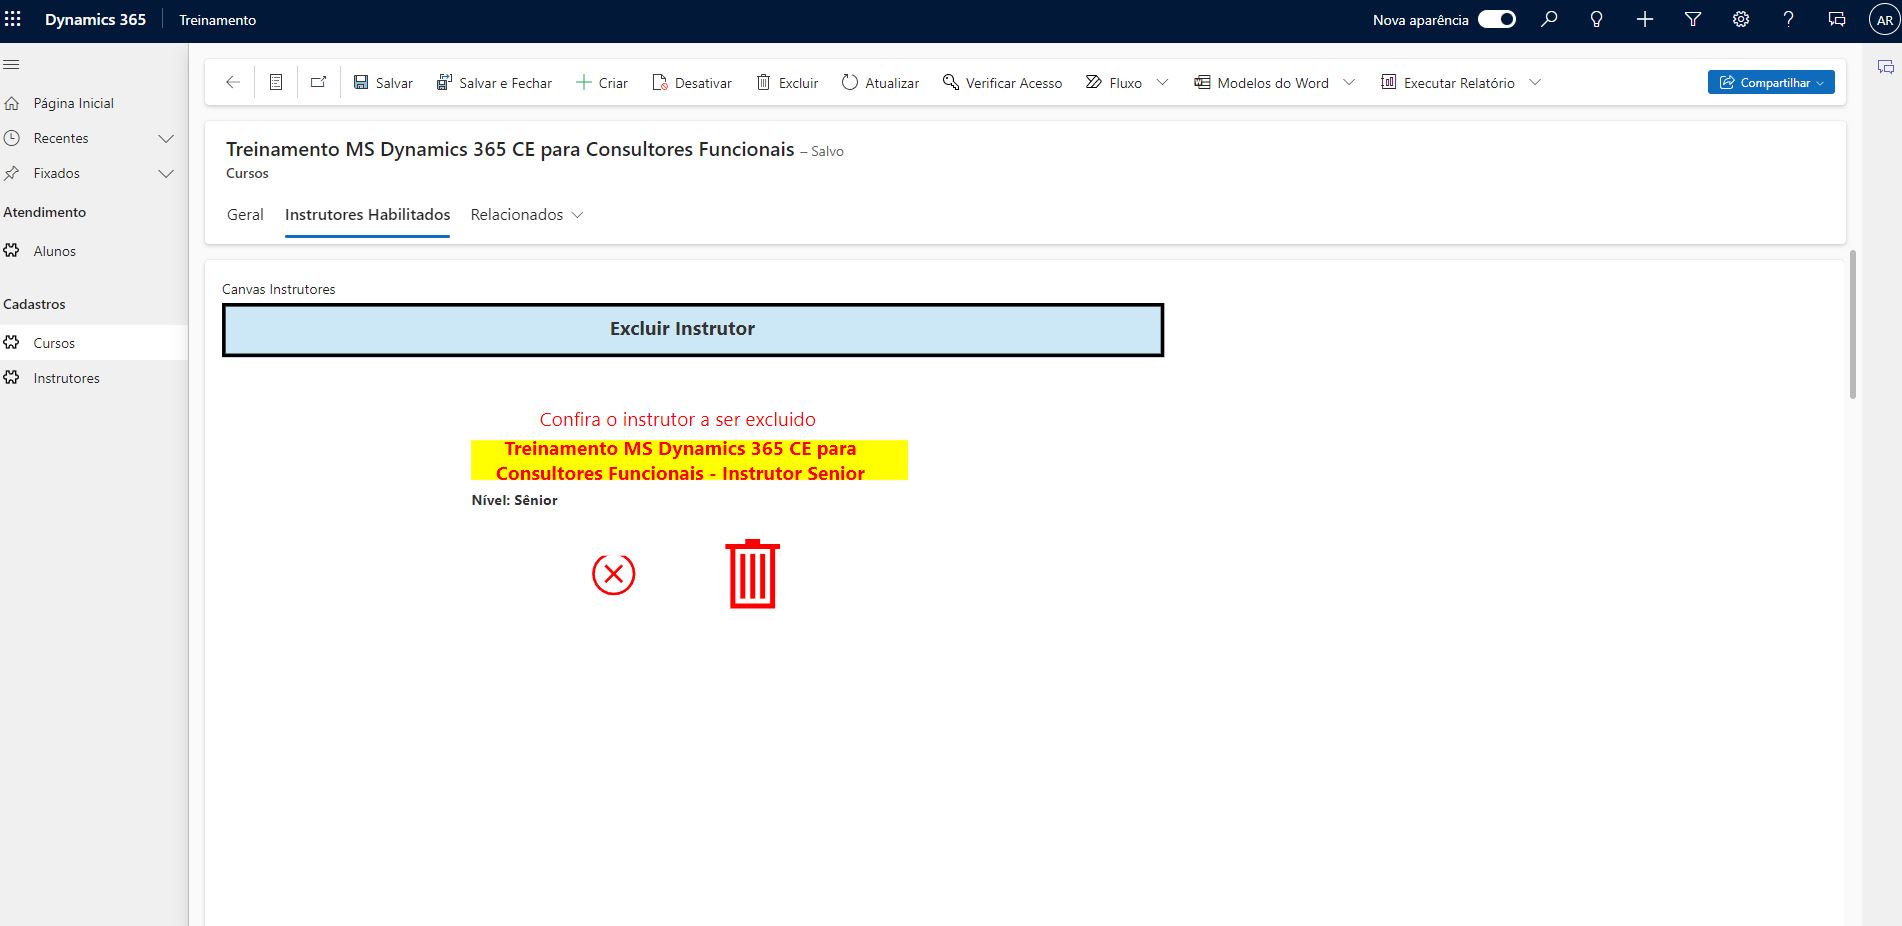 Dynamics 365
Treinamento
Nova aparência
AR
Salvar
Salvar e Fechar
Criar
Desativar
Excluir
Atualizar
Verificar Acesso
Fluxo
Modelos do Word
Executar Relatório
Compartilhar
Página Inicial
Recentes
Fixados
Atendimento
Alunos
Cadastros
Cursos
Instrutores
Treinamento MS Dynamics 365 CE para Consultores Funcionais – Salvo
Cursos
Geral
Instrutores Habilitados
Relacionados
Canvas Instrutores
Excluir Instrutor
Confira o instrutor a ser excluido
Treinamento MS Dynamics 365 CE para
Consultores Funcionais - Instrutor Senior
Nível: Sênior